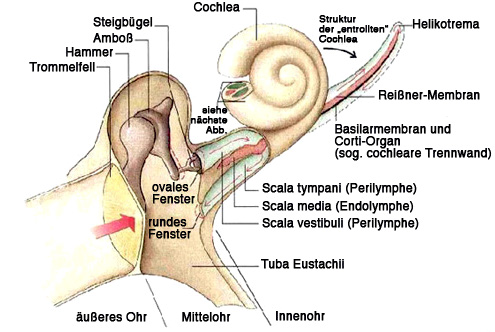 Cochlea
Steigbügel
Amboß
Hammer
Trommelfell
Struktur
der „entrollten"
Cochlea
Helikotrema
Reißner-Membran
siehe
nächste
Abb.
Basilarmembran und
Corti-Organ
(sog. cochleare Trennwand)
ovales
Fenster
Scala tympani (Perilymphe)
Scala media (Endolymphe)
Scala vestibuli (Perilymphe)
rundes
Fenster
Tuba Eustachii
äußeres Ohr
Mittelohr
Innenohr